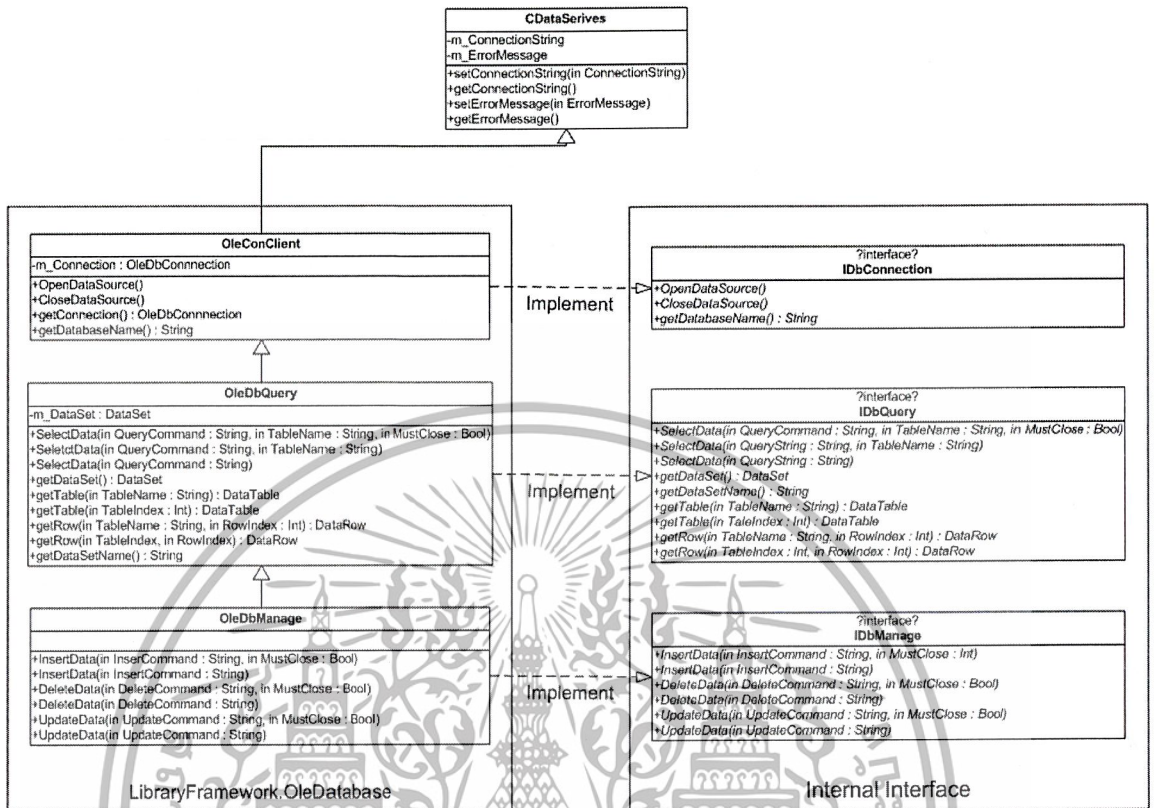 CDataSerives
-m_ConnectionString
-m_ErrorMessage
+setConnectionString(in ConnectionString)
+getConnectionString()
+setErrorMessage(in ErrorMessage)
+getErrorMessage()
OleConClient
-m_Connection : OleDbConnnection
+OpenDataSource()
+CloseDataSource()
+getConnection() : OleDbConnnection
+getDatabaseName() : String
Implement
?interface?
IDbConnection
+OpenDataSource()
+CloseDataSource()
+getDatabaseName() : String
OleDbQuery
-m_DataSet : DataSet
+SelectData(in QueryCommand : String, in TableName : String, in MustClose : Bool)
+SeletctData(in QueryCommand : String, in TableName : String)
+SelectData(in QueryCommand : String)
+getDataSet() : DataSet
+getTable(in TableName : String) : DataTable
+getTable(in TableIndex : Int) : DataTable
+getRow(in TableName : String, in RowIndex : Int) : DataRow
+getRow(in TableIndex, in RowIndex) : DataRow
+getDataSetName() : String
Implement
?interface?
IDbQuery
+SelectData(in QueryCommand : String, in TableName : String, in MustClose : Bool)
+SelectData(in QueryString : String, in TableName : String)
+SelectData(in QueryString : String)
+getDataSet() : DataSet
+getDataSetName() : String
+getTable(in TableName : String) : DataTable
+getTable(in TaleIndex : Int) : DataTable
+getRow(in TableName : String, in RowIndex : Int) : DataRow
+getRow(in TableIndex : Int, in RowIndex : Int) : DataRow
OleDbManage
+InsertData(in InserCommand : String, in MustClose : Bool)
+InsertData(in InsertCommand : String)
+DeleteData(in DeleteCommand : String, in MustClose : Bool)
+DeleteData(in DeleteCommand : String)
+UpdateData(in UpdateCommand : String, in MustClose : Bool)
+UpdateData(in UpdateCommand : String)
Implement
?interface?
IDbManage
+InsertData(in InsertCommand : String, in MustClose : Int)
+InsertData(in InsertCommand : String)
+DeleteData(in DeleteCommand : String, in MustClose : Bool)
+DeleteData(in DeleteCommand : String)
+UpdateData(in UpdateCommand : String, in MustClose : Bool)
+UpdateData(in UpdateCommand : String)
LibraryFramework.OleDatabase
Internal Interface